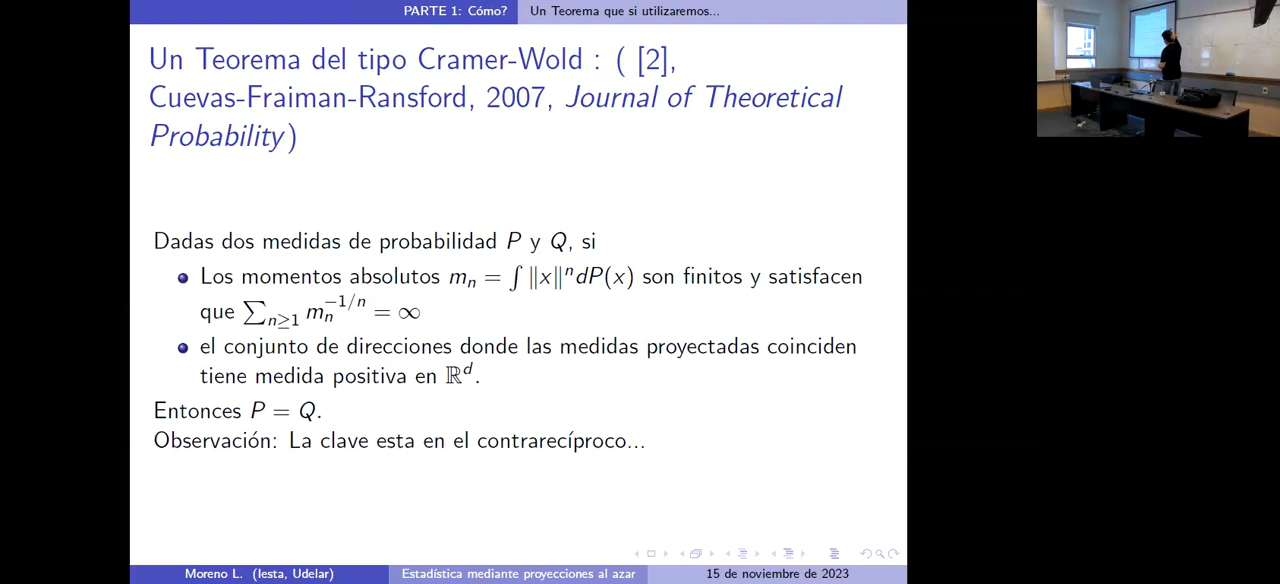 PARTE 1: Cómo? Un Teorema que si utilizaremos...
Un Teorema del tipo Cramer-Wold : ( [2],
Cuevas-Fraiman-Ransford, 2007, Journal of Theoretical
Probability)
Dadas dos medidas de probabilidad P y Q, si
Los momentos absolutos mₙ = ∫ ‖x‖ⁿdP(x) son finitos y satisfacen
que ∑_{n≥1} m_n^{−1/n} = ∞
el conjunto de direcciones donde las medidas proyectadas coinciden
tiene medida positiva en ℝᵈ.
Entonces P = Q.
Observación: La clave esta en el contrarecíproco...
Moreno L. (Iesta, Udelar) Estadística mediante proyecciones al azar 15 de noviembre de 2023